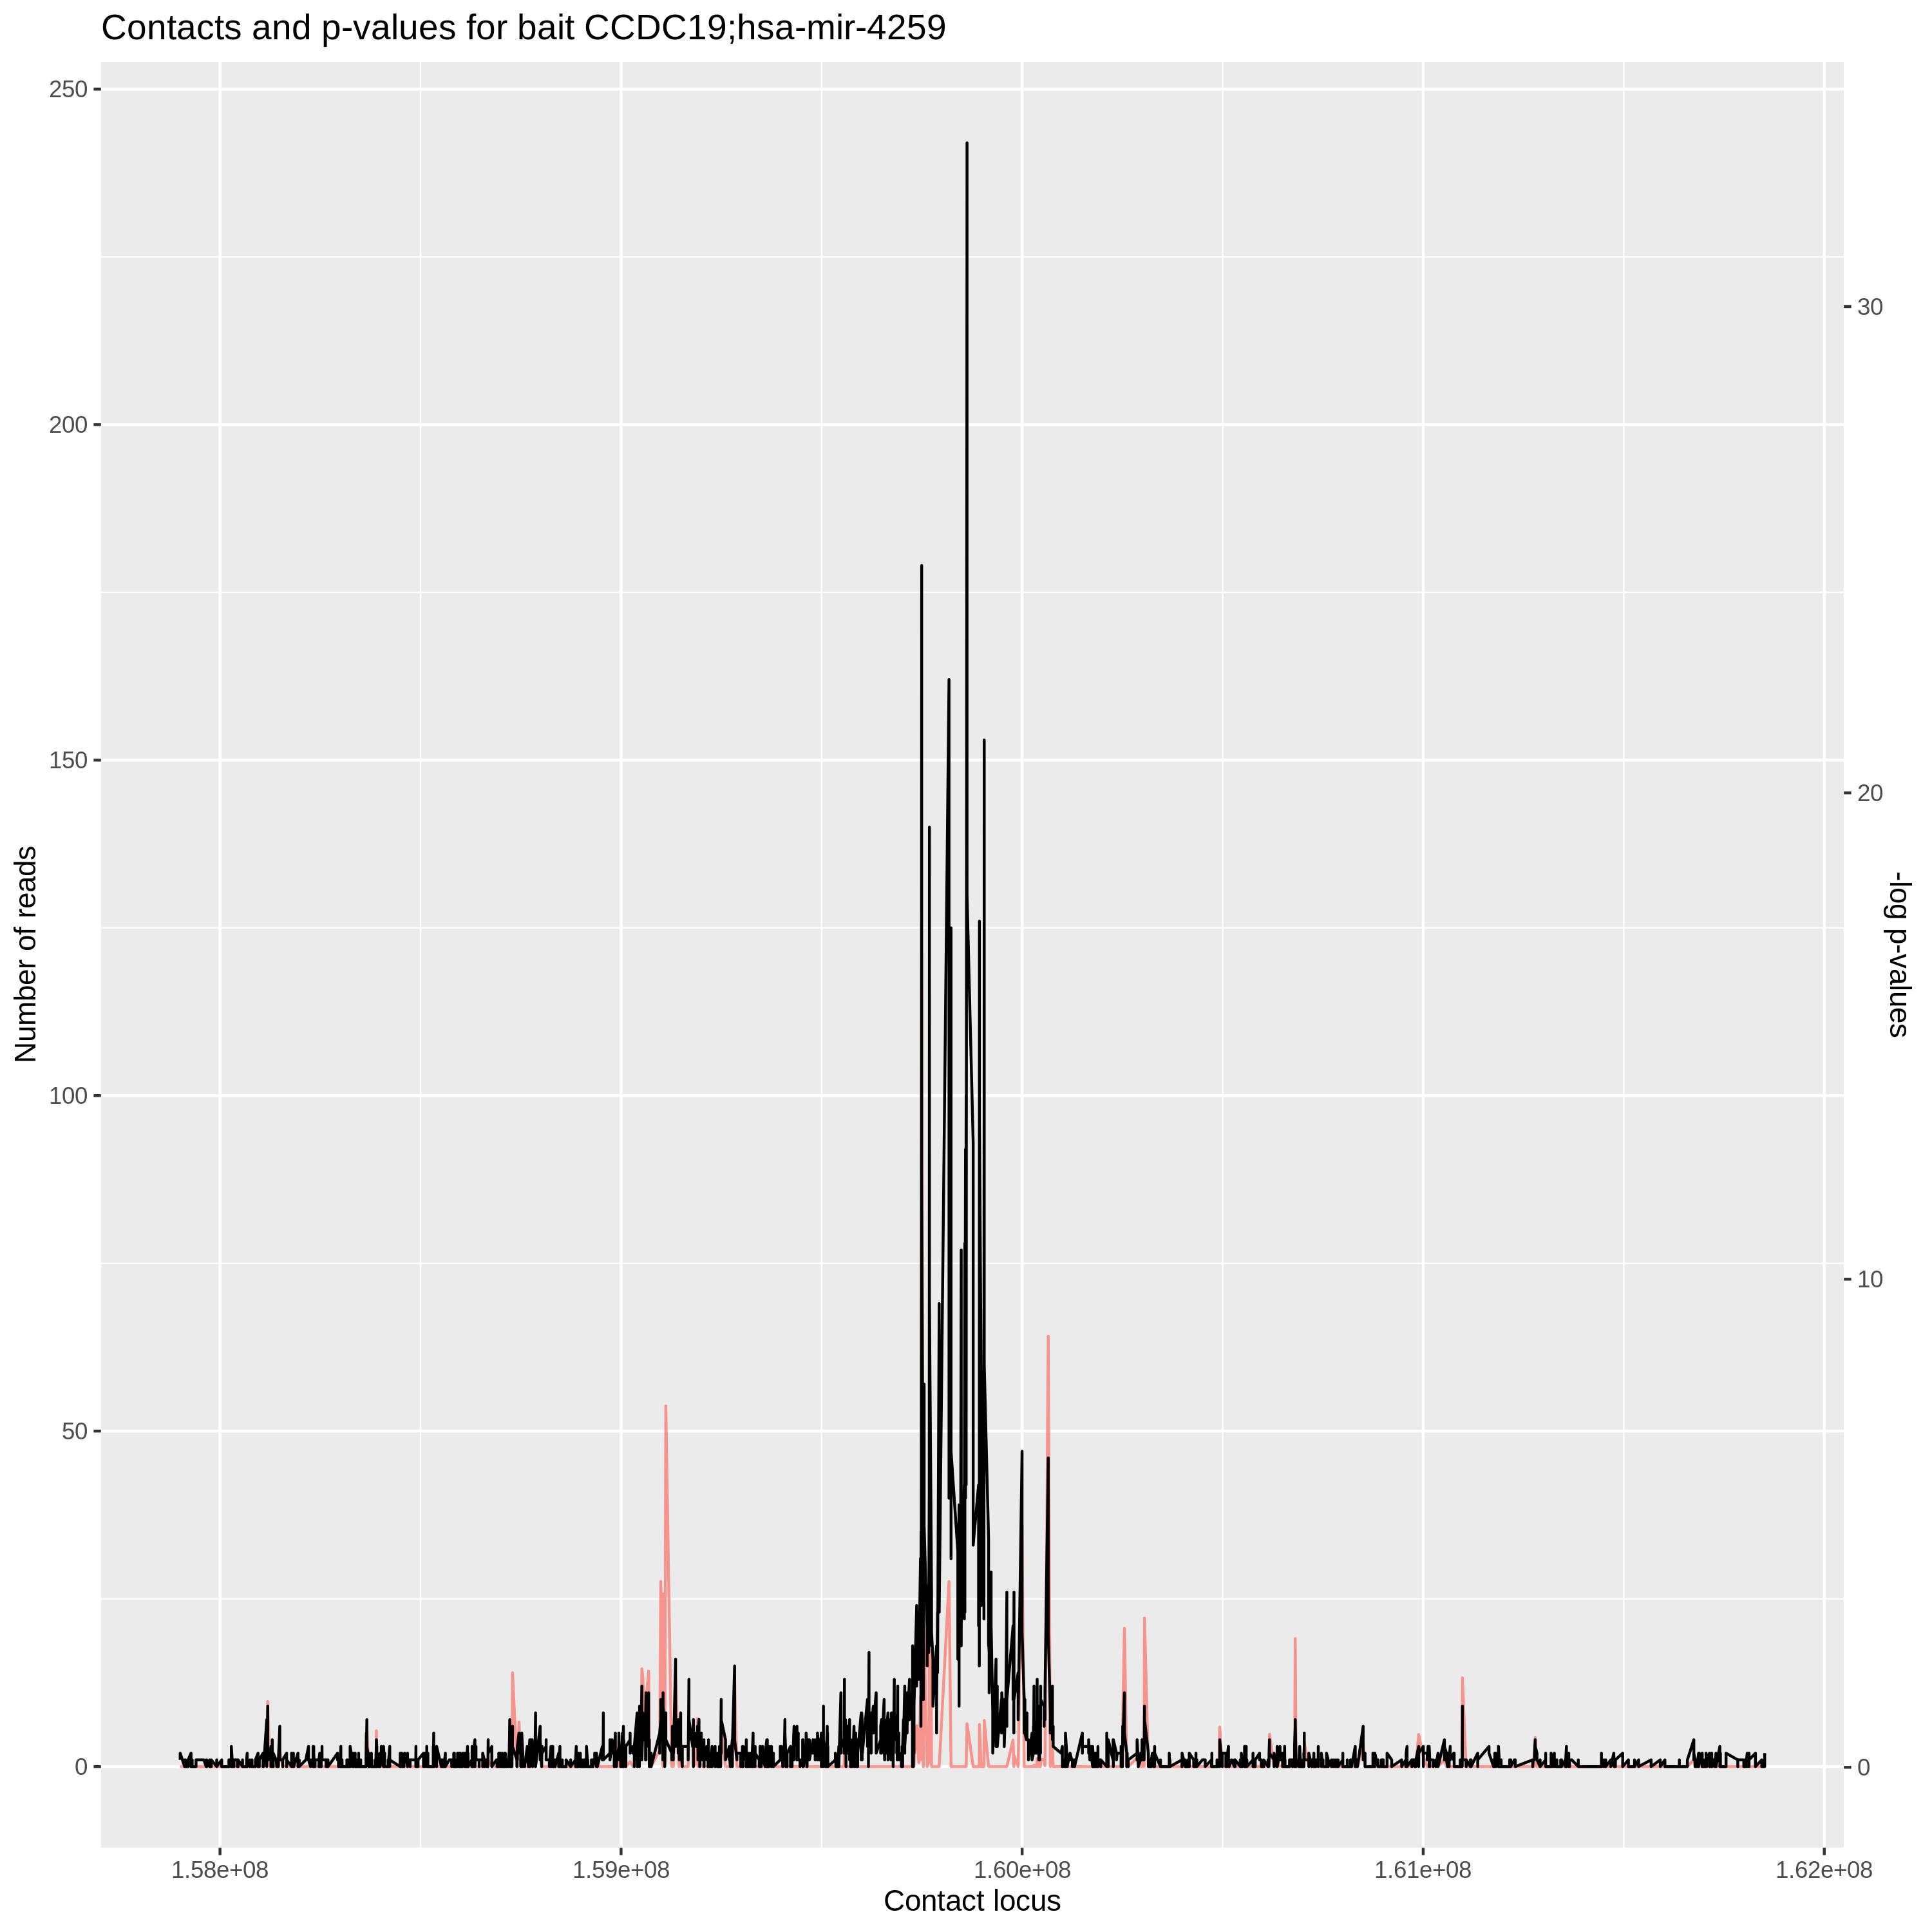 Contacts and p-values for bait CCDC19;hsa-mir-4259
250
200
150
100
50
0
Number of reads
30
20
10
0
-log p-values
1.58e+08
1.59e+08
1.60e+08
1.61e+08
1.62e+08
Contact locus